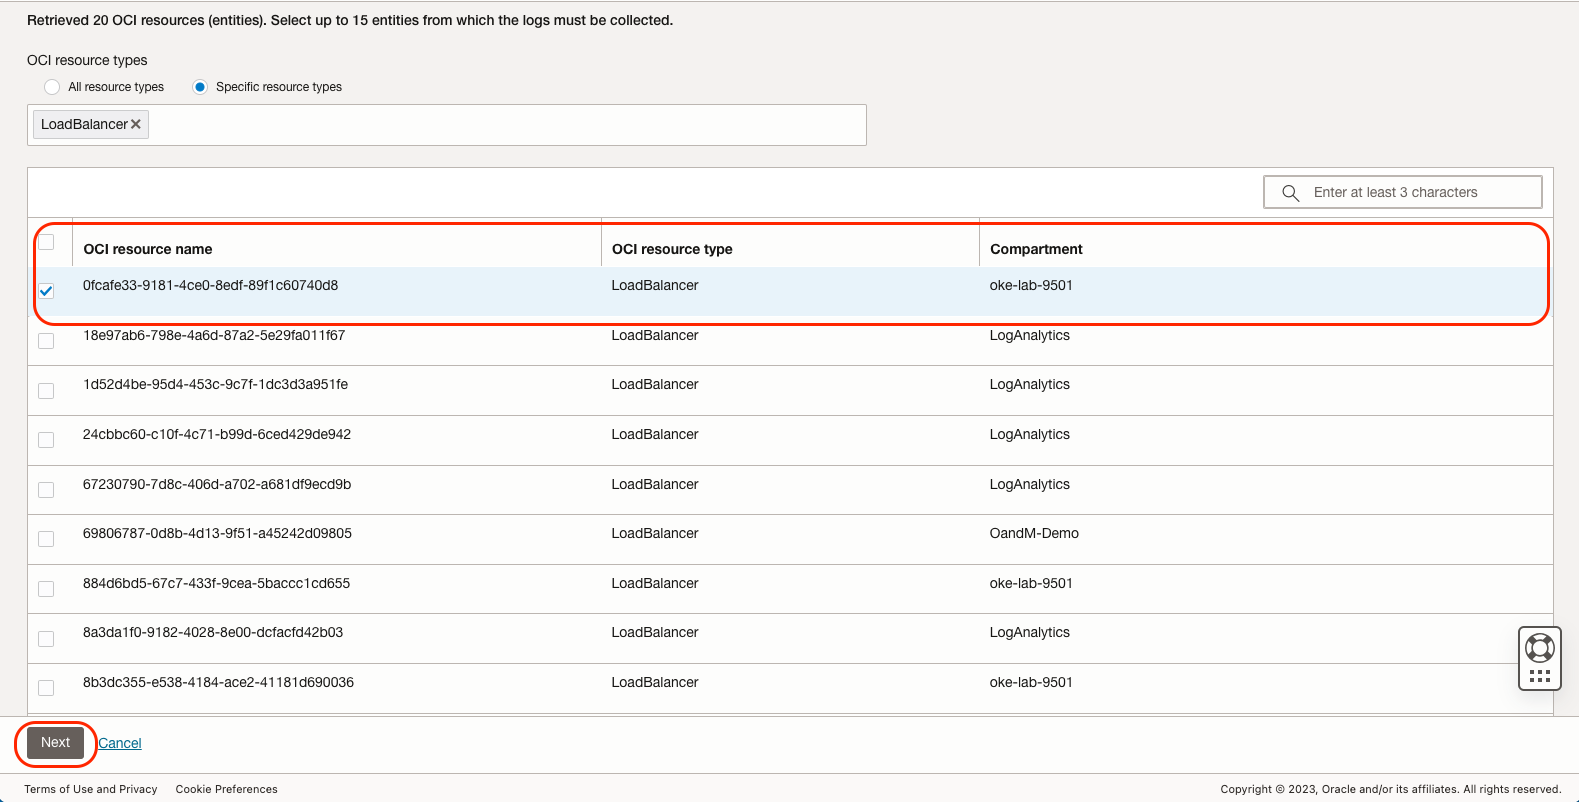 Retrieved 20 OCI resources (entities). Select up to 15 entities from which the logs must be collected.
OCI resource types
All resource types Specific resource types
LoadBalancer
Enter at least 3 characters
OCI resource name OCI resource type Compartment
0fcafe33-9181-4ce0-8edf-89f1c60740d8 LoadBalancer oke-lab-9501
18e97ab6-798e-4a6d-87a2-5e29fa011f67 LoadBalancer LogAnalytics
1d52d4be-95d4-453c-9c7f-1dc3d3a951fe LoadBalancer LogAnalytics
24cbbc60-c10f-4c71-b99d-6ced429de942 LoadBalancer LogAnalytics
67230790-7d8c-406d-a702-a681df9ecd9b LoadBalancer LogAnalytics
69806787-0d8b-4d13-9f51-a45242d09805 LoadBalancer OandM-Demo
884d6bd5-67c7-433f-9cea-5baccc1cd655 LoadBalancer oke-lab-9501
8a3da1f0-9182-4028-8e00-dcfacfd42b03 LoadBalancer LogAnalytics
8b3dc355-e538-4184-ace2-41181d690036 LoadBalancer oke-lab-9501
Next Cancel
Terms of Use and Privacy Cookie Preferences Copyright © 2023, Oracle and/or its affiliates. All rights reserved.